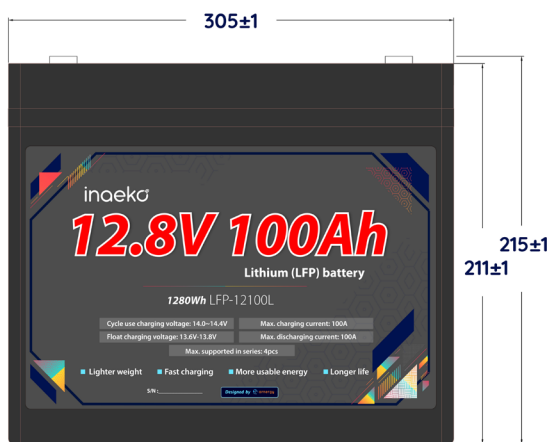 305±1
inaeko
12.8V 100Ah
Lithium (LFP) battery
1280Wh LFP-12100L
Cycle use charging voltage: 14.0~14.4V
Max. charging current: 100A
Float charging voltage: 13.6V-13.8V
Max. discharging current: 100A
Max. supported in series: 4pcs
Lighter weight
Fast charging
More usable energy
Longer life
S/N :
Designed by
215±1
211±1